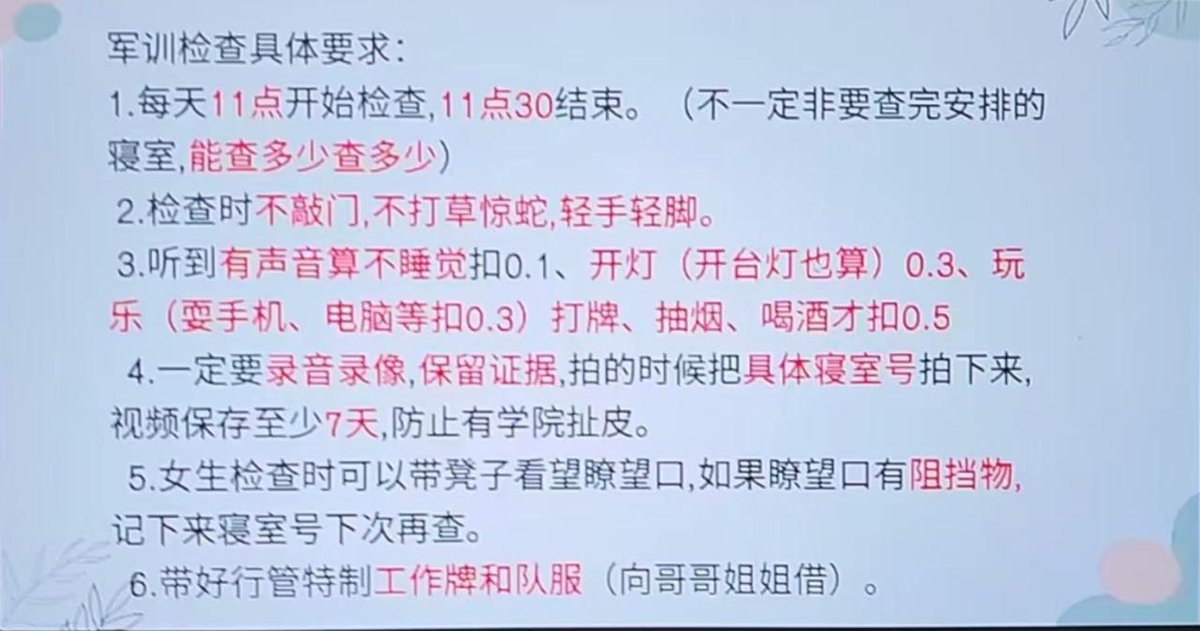 军训检查具体要求：
1.每天11点开始检查,11点30结束。（不一定非要查完安排的
寝室,能查多少查多少）
2.检查时不敲门,不打草惊蛇,轻手轻脚。
3.听到有声音算不睡觉扣0.1、开灯（开台灯也算）0.3、玩
乐（耍手机、电脑等扣0.3）打牌、抽烟、喝酒才扣0.5
4.一定要录音录像,保留证据,拍的时候把具体寝室号拍下来,
视频保存至少7天,防止有学院扯皮。
5.女生检查时可以带凳子看望瞭望口,如果瞭望口有阻挡物,
记下来寝室号下次再查。
6.带好行管特制工作牌和队服（向哥哥姐姐借）。